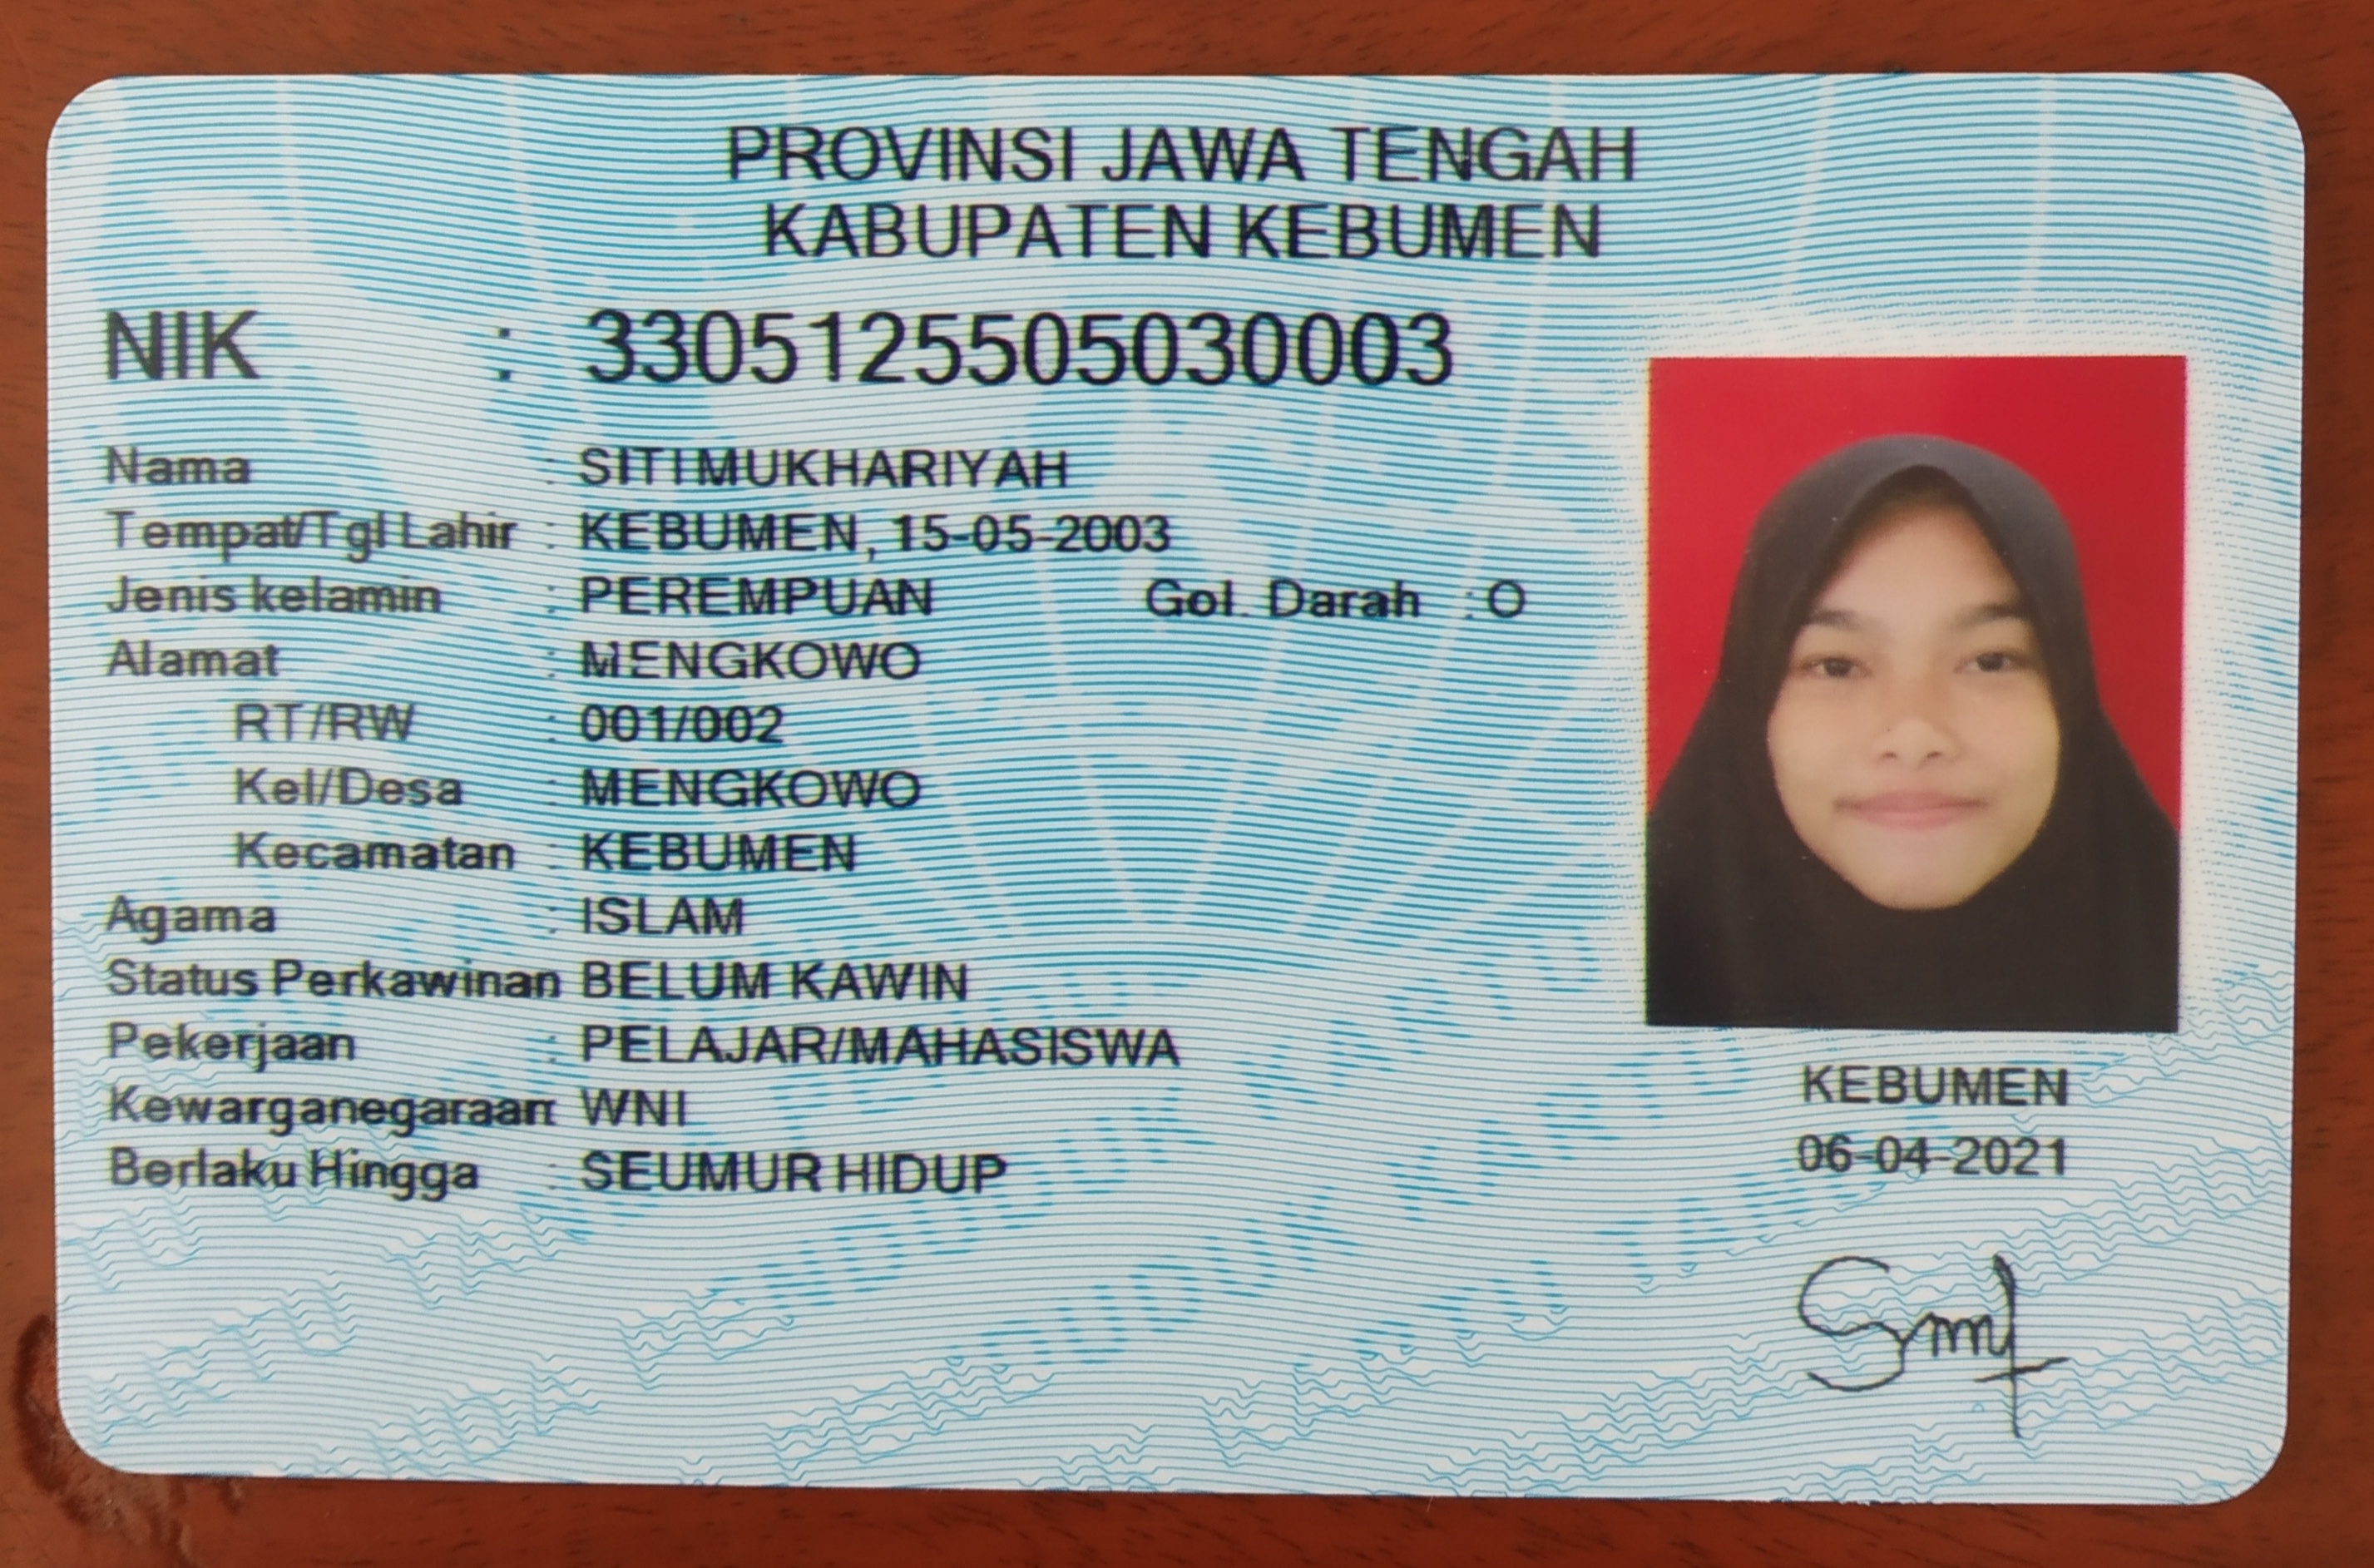 PROVINSI JAWA TENGAH
KABUPATEN KEBUMEN
NIK : 3305125505030003
Nama : SITI MUKHARIYAH
Tempat/Tgl Lahir : KEBUMEN, 15-05-2003
Jenis kelamin : PEREMPUAN Gol. Darah : O
Alamat : MENGKOWO
RT/RW : 001/002
Kel/Desa : MENGKOWO
Kecamatan : KEBUMEN
Agama : ISLAM
Status Perkawinan BELUM KAWIN
Pekerjaan : PELAJAR/MAHASISWA
Kewarganegaraan: WNI
Berlaku Hingga : SEUMUR HIDUP
KEBUMEN
06-04-2021